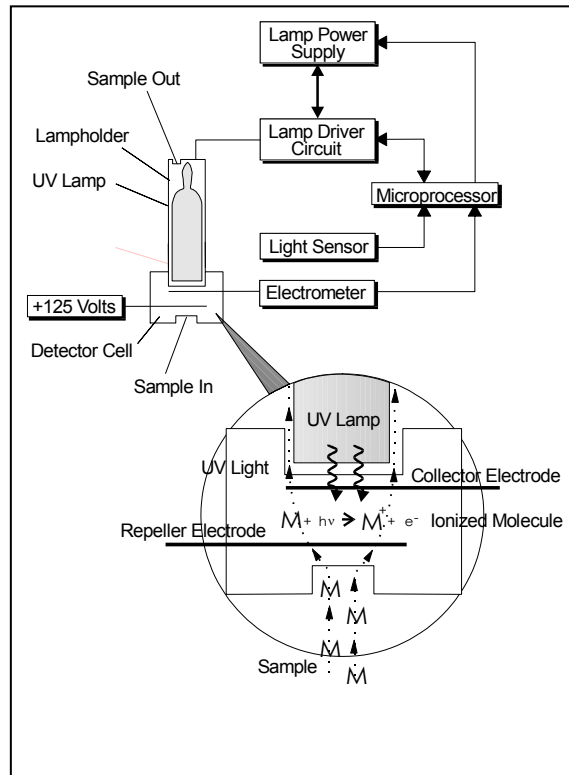 Lamp Power
Supply
Sample Out
Lampholder
Lamp Driver
Circuit
UV Lamp
Microprocessor
Light Sensor
Electrometer
+125 Volts
Detector Cell
Sample In
UV Lamp
UV Light
Collector Electrode
M + hν → M+ + e- Ionized Molecule
Repeller Electrode
M
M
M
M
Sample
M
M